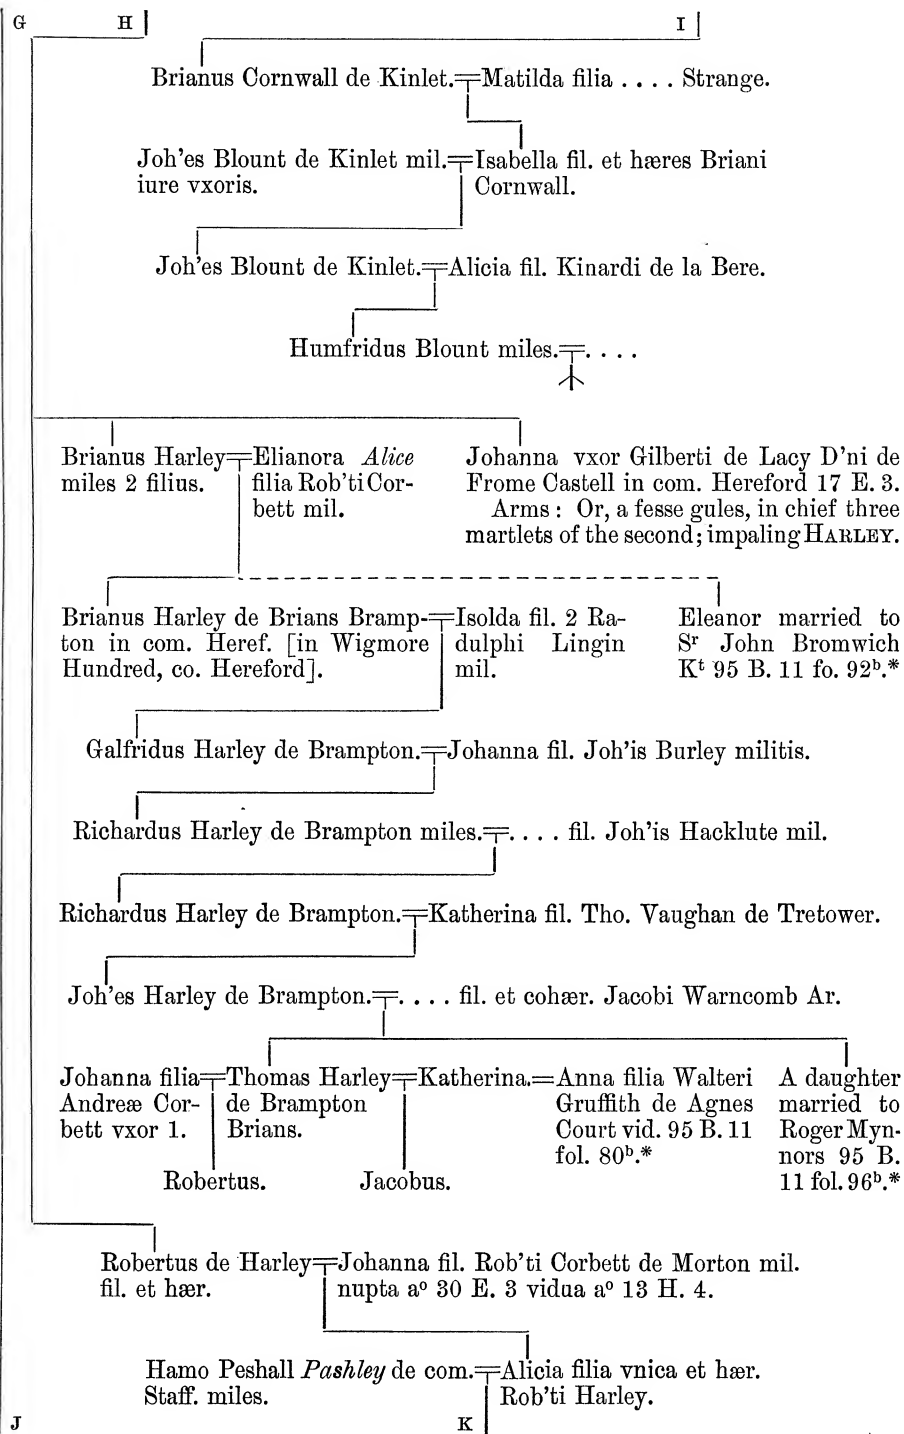 G H I
Brianus Cornwall de Kinlet.=Matilda filia . . . . Strange.
Joh'es Blount de Kinlet mil.=Isabella fil. et hæres Briani
iure vxoris. Cornwall.
Joh'es Blount de Kinlet.=Alicia fil. Kinardi de la Bere.
Humfridus Blount miles.=. . . .
Brianus Harley=Elianora Alice
miles 2 filius. filia Rob'ti Cor-
bett mil.
Johanna vxor Gilberti de Lacy D'ni de
Frome Castell in com. Hereford 17 E. 3.
Arms : Or, a fesse gules, in chief three
martlets of the second; impaling HARLEY.
Brianus Harley de Brians Bramp-
ton in com. Heref. [in Wigmore
Hundred, co. Hereford].
=Isolda fil. 2 Ra-
dulphi Lingin
mil.
Eleanor married to
Sʳ John Bromwich
Kᵗ 95 B. 11 fo. 92ᵇ.*
Galfridus Harley de Brampton.=Johanna fil. Joh'is Burley militis.
Richardus Harley de Brampton miles.=. . . . fil. Joh'is Hacklute mil.
Richardus Harley de Brampton.=Katherina fil. Tho. Vaughan de Tretower.
Joh'es Harley de Brampton.=. . . . fil. et cohær. Jacobi Warncomb Ar.
Johanna filia=
Andreæ Cor-
bett vxor 1.
Thomas Harley=Katherina.=
de Brampton
Brians.
Anna filia Walteri
Gruffith de Agnes
Court vid. 95 B. 11
fol. 80ᵇ.*
A daughter
married to
Roger Myn-
nors 95 B.
11 fol. 96ᵇ.*
Robertus. Jacobus.
Robertus de Harley=Johanna fil. Rob'ti Corbett de Morton mil.
fil. et hær. nupta aº 30 E. 3 vidua aº 13 H. 4.
Hamo Peshall Pashley de com.=Alicia filia vnica et hær.
Staff. miles. Rob'ti Harley.
J K